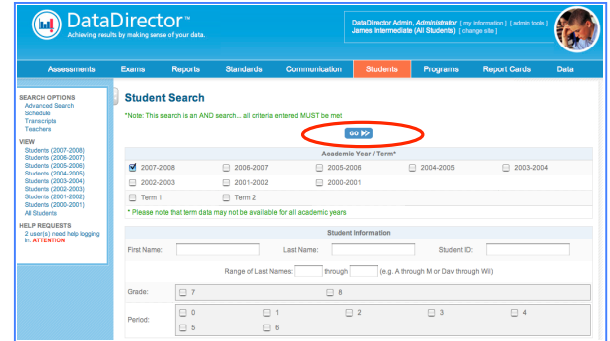 DataDirector™
Achieving results by making sense of your data.
DataDirector Admin, Administrator [ my information ] [ admin tools ]
James Intermediate (All Students) [ change site ]
Assessments Exams Reports Standards Communication Students Programs Report Cards Data
SEARCH OPTIONS
Advanced Search
Schedule
Transcripts
Teachers
VIEW
Students (2007-2008)
Students (2006-2007)
Students (2005-2006)
Students (2004-2005)
Students (2003-2004)
Students (2002-2003)
Students (2001-2002)
Students (2000-2001)
All Students
HELP REQUESTS
2 user(s) need help logging
in. ATTENTION
Student Search
*Note: This search is an AND search... all criteria entered MUST be met
GO
Academic Year / Term*
2007-2008 2006-2007 2005-2006 2004-2005 2003-2004
2002-2003 2001-2002 2000-2001
Term 1 Term 2
* Please note that term data may not be available for all academic years
Student Information
First Name: Last Name: Student ID:
Range of Last Names: through (e.g. A through M or Dav through Wil)
Grade: 7 8
Period: 0 1 2 3 4
5 6